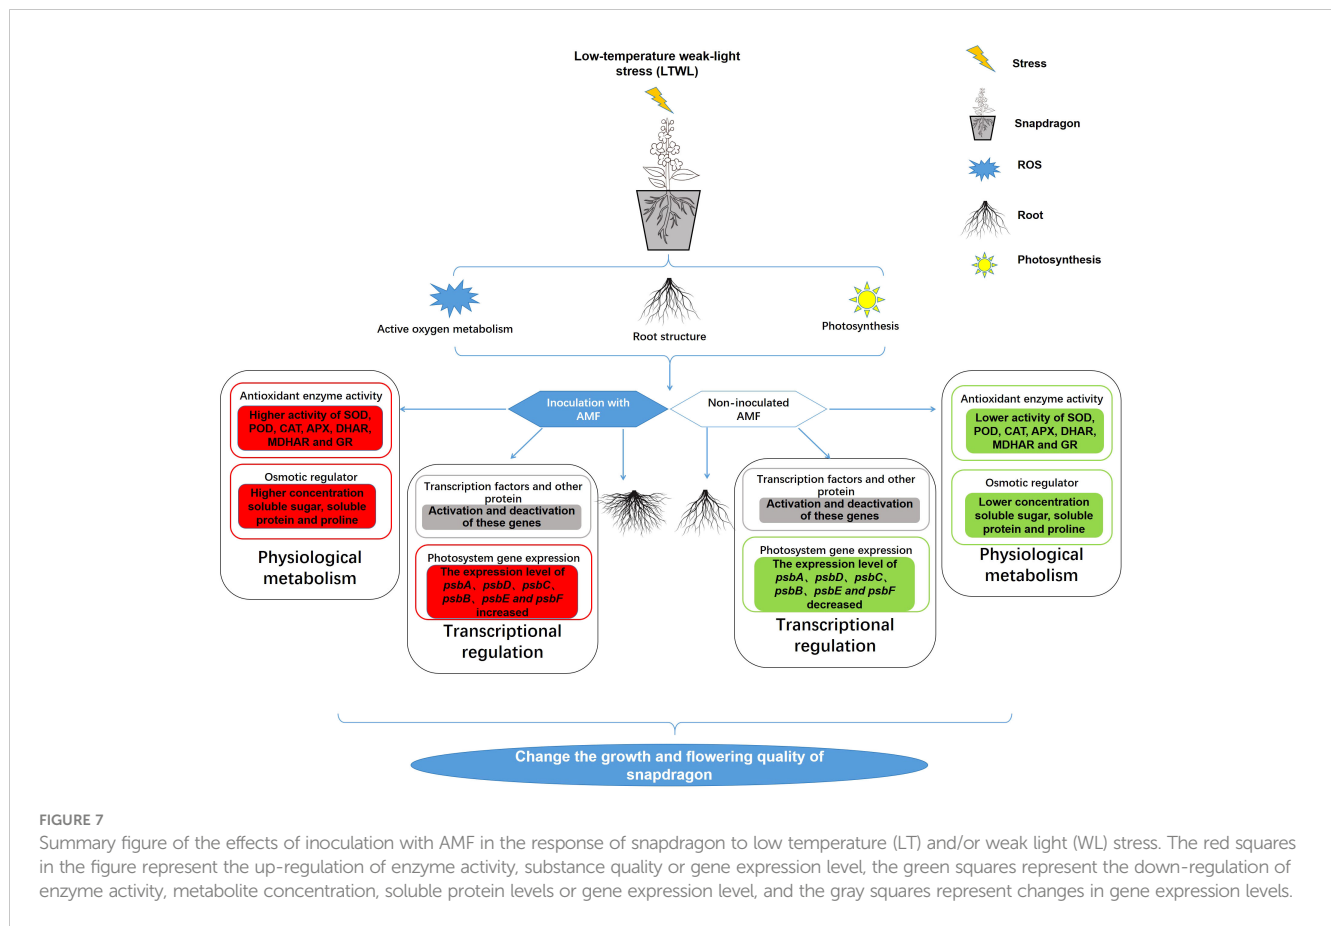 Low-temperature weak-light
stress (LTWL)
Stress
Snapdragon
ROS
Root
Photosynthesis
Active oxygen metabolism
Root structure
Photosynthesis
Antioxidant enzyme activity
Higher activity of SOD,
POD, CAT, APX, DHAR,
MDHAR and GR
Osmotic regulator
Higher concentration
soluble sugar, soluble
protein and proline
Physiological
metabolism
Inoculation with
AMF
Non-inoculated
AMF
Transcription factors and other
protein
Activation and deactivation
of these genes
Photosystem gene expression
The expression level of
psbA、psbD、psbC、
psbB、psbE and psbF
increased
Transcriptional
regulation
Transcription factors and other
protein
Activation and deactivation
of these genes
Photosystem gene expression
The expression level of
psbA、psbD、psbC、
psbB、psbE and psbF
decreased
Transcriptional
regulation
Antioxidant enzyme activity
Lower activity of SOD,
POD, CAT, APX, DHAR,
MDHAR and GR
Osmotic regulator
Lower concentration
soluble sugar, soluble
protein and proline
Physiological
metabolism
Change the growth and flowering quality of
snapdragon
FIGURE 7
Summary figure of the effects of inoculation with AMF in the response of snapdragon to low temperature (LT) and/or weak light (WL) stress. The red squares
in the figure represent the up-regulation of enzyme activity, substance quality or gene expression level, the green squares represent the down-regulation of
enzyme activity, metabolite concentration, soluble protein levels or gene expression level, and the gray squares represent changes in gene expression levels.